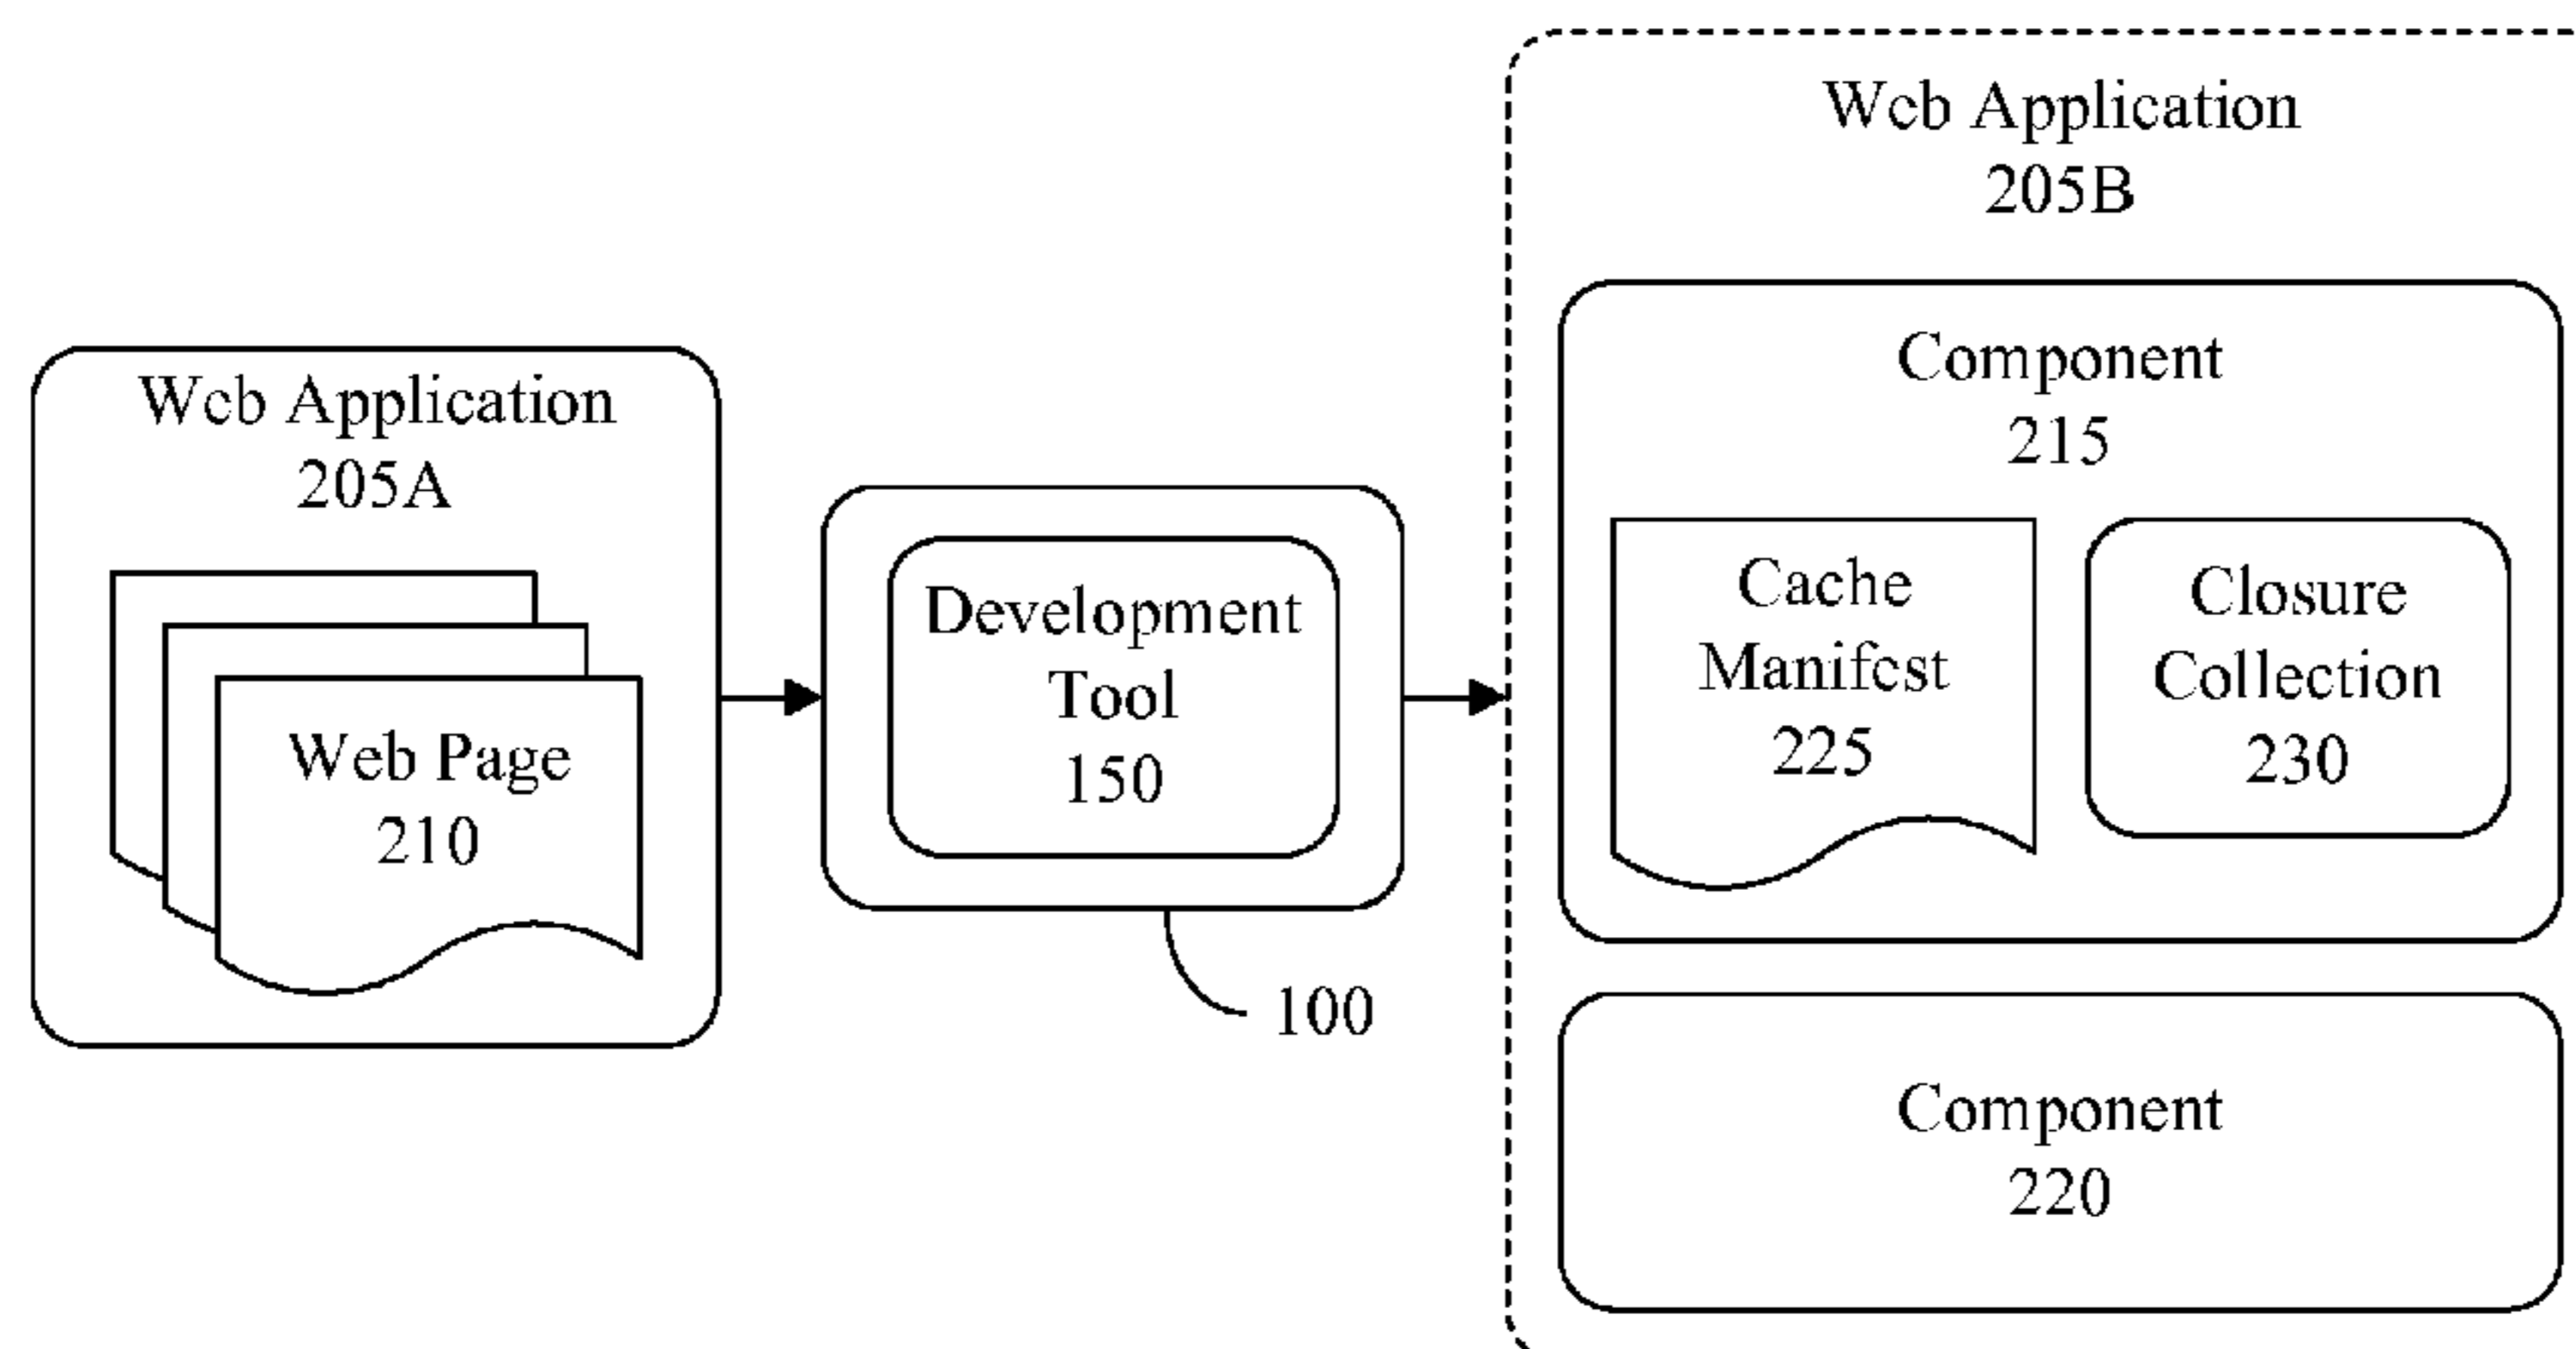 Web Application
205A
Web Page
210
Development
Tool
150
100
Web Application
205B
Component
215
Cache
Manifest
225
Closure
Collection
230
Component
220